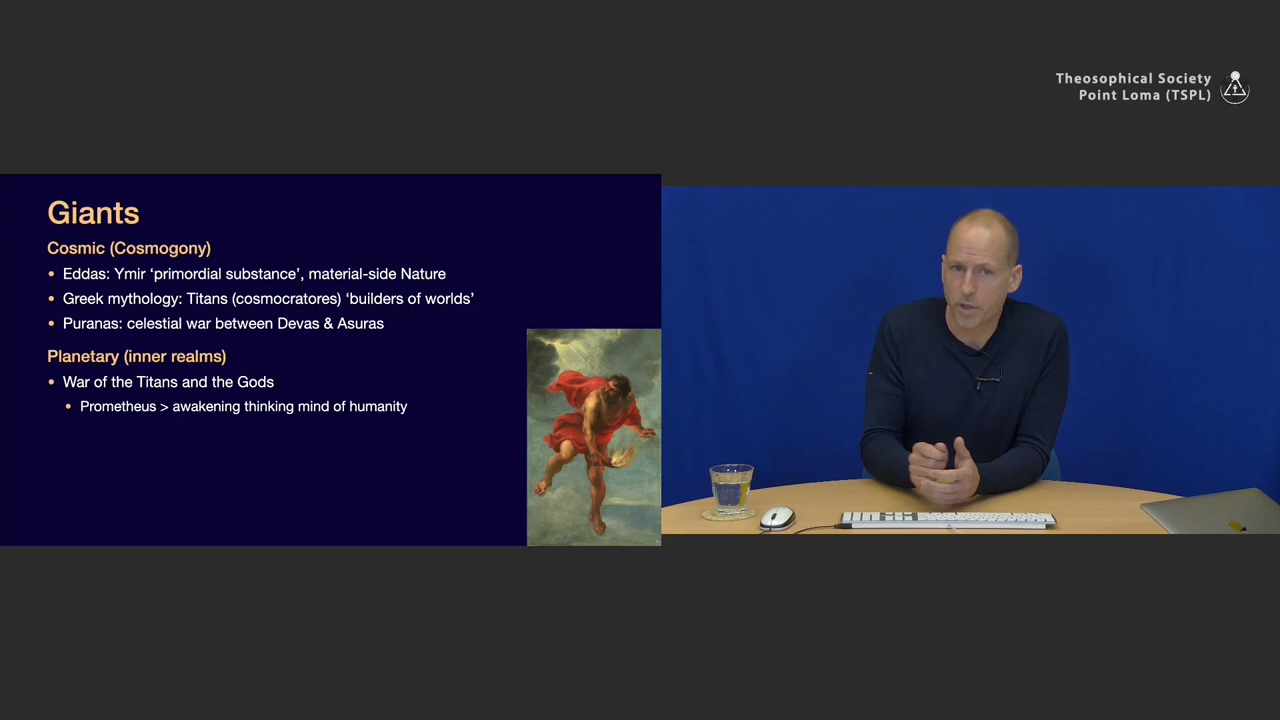 Theosophical Society
Point Loma (TSPL)
Giants
Cosmic (Cosmogony)
• Eddas: Ymir ‘primordial substance’, material-side Nature
• Greek mythology: Titans (cosmocratores) ‘builders of worlds’
• Puranas: celestial war between Devas & Asuras
Planetary (inner realms)
• War of the Titans and the Gods
• Prometheus > awakening thinking mind of humanity